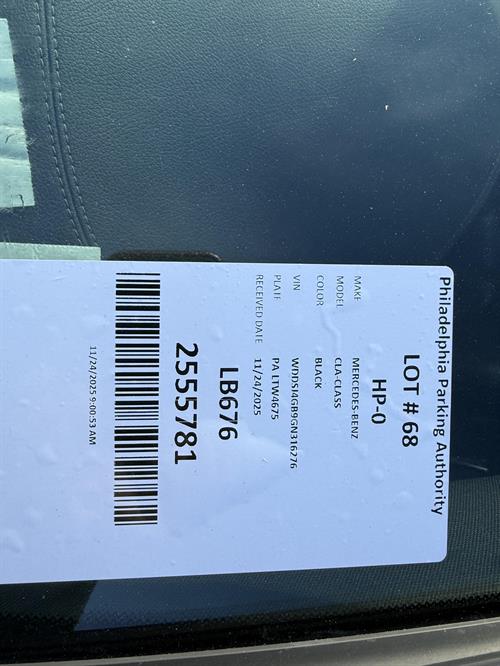 Philadelphia Parking Authority
LOT # 68
HP-0
MAKE MERCEDES-BENZ
MODEL CLA-CLASS
COLOR BLACK
VIN WDDSJ4GB9GN316276
PLATE PA LTW4675
RECEIVED DATE 11/24/2025
LB676
2555781
11/24/2025 9:00:53 AM